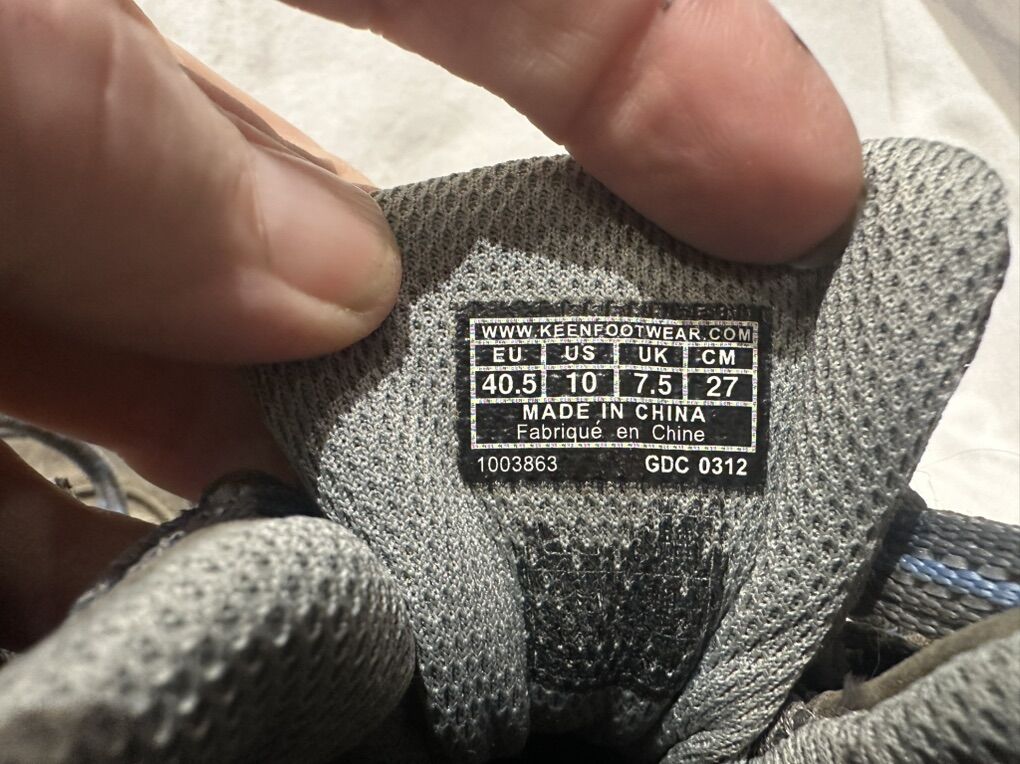 WWW.KEENFOOTWEAR.COM
EU US UK CM
40.5 10 7.5 27
MADE IN CHINA
Fabriqué en Chine
1003863 GDC 0312